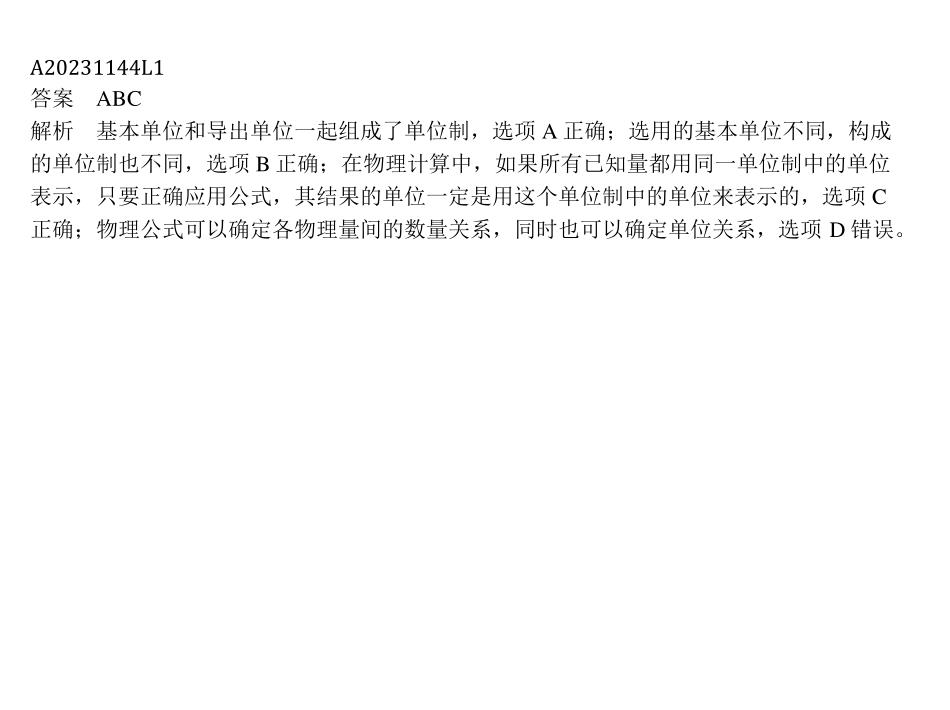 A20231144L1
答案　ABC
解析　基本单位和导出单位一起组成了单位制，选项 A 正确；选用的基本单位不同，构成
的单位制也不同，选项 B 正确；在物理计算中，如果所有已知量都用同一单位制中的单位
表示，只要正确应用公式，其结果的单位一定是用这个单位制中的单位来表示的，选项 C
正确；物理公式可以确定各物理量间的数量关系，同时也可以确定单位关系，选项 D 错误。